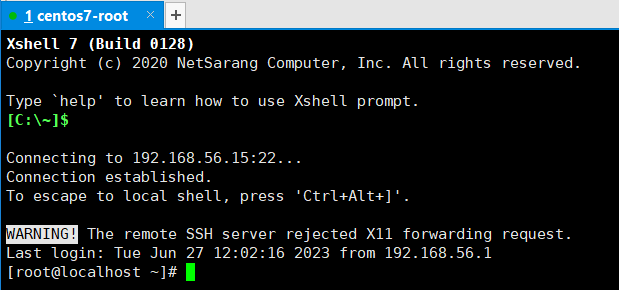 1 centos7-root × +
Xshell 7 (Build 0128)
Copyright (c) 2020 NetSarang Computer, Inc. All rights reserved.
Type `help' to learn how to use Xshell prompt.
[C:\~]$
Connecting to 192.168.56.15:22...
Connection established.
To escape to local shell, press 'Ctrl+Alt+]'.
WARNING! The remote SSH server rejected X11 forwarding request.
Last login: Tue Jun 27 12:02:16 2023 from 192.168.56.1
[root@localhost ~]#